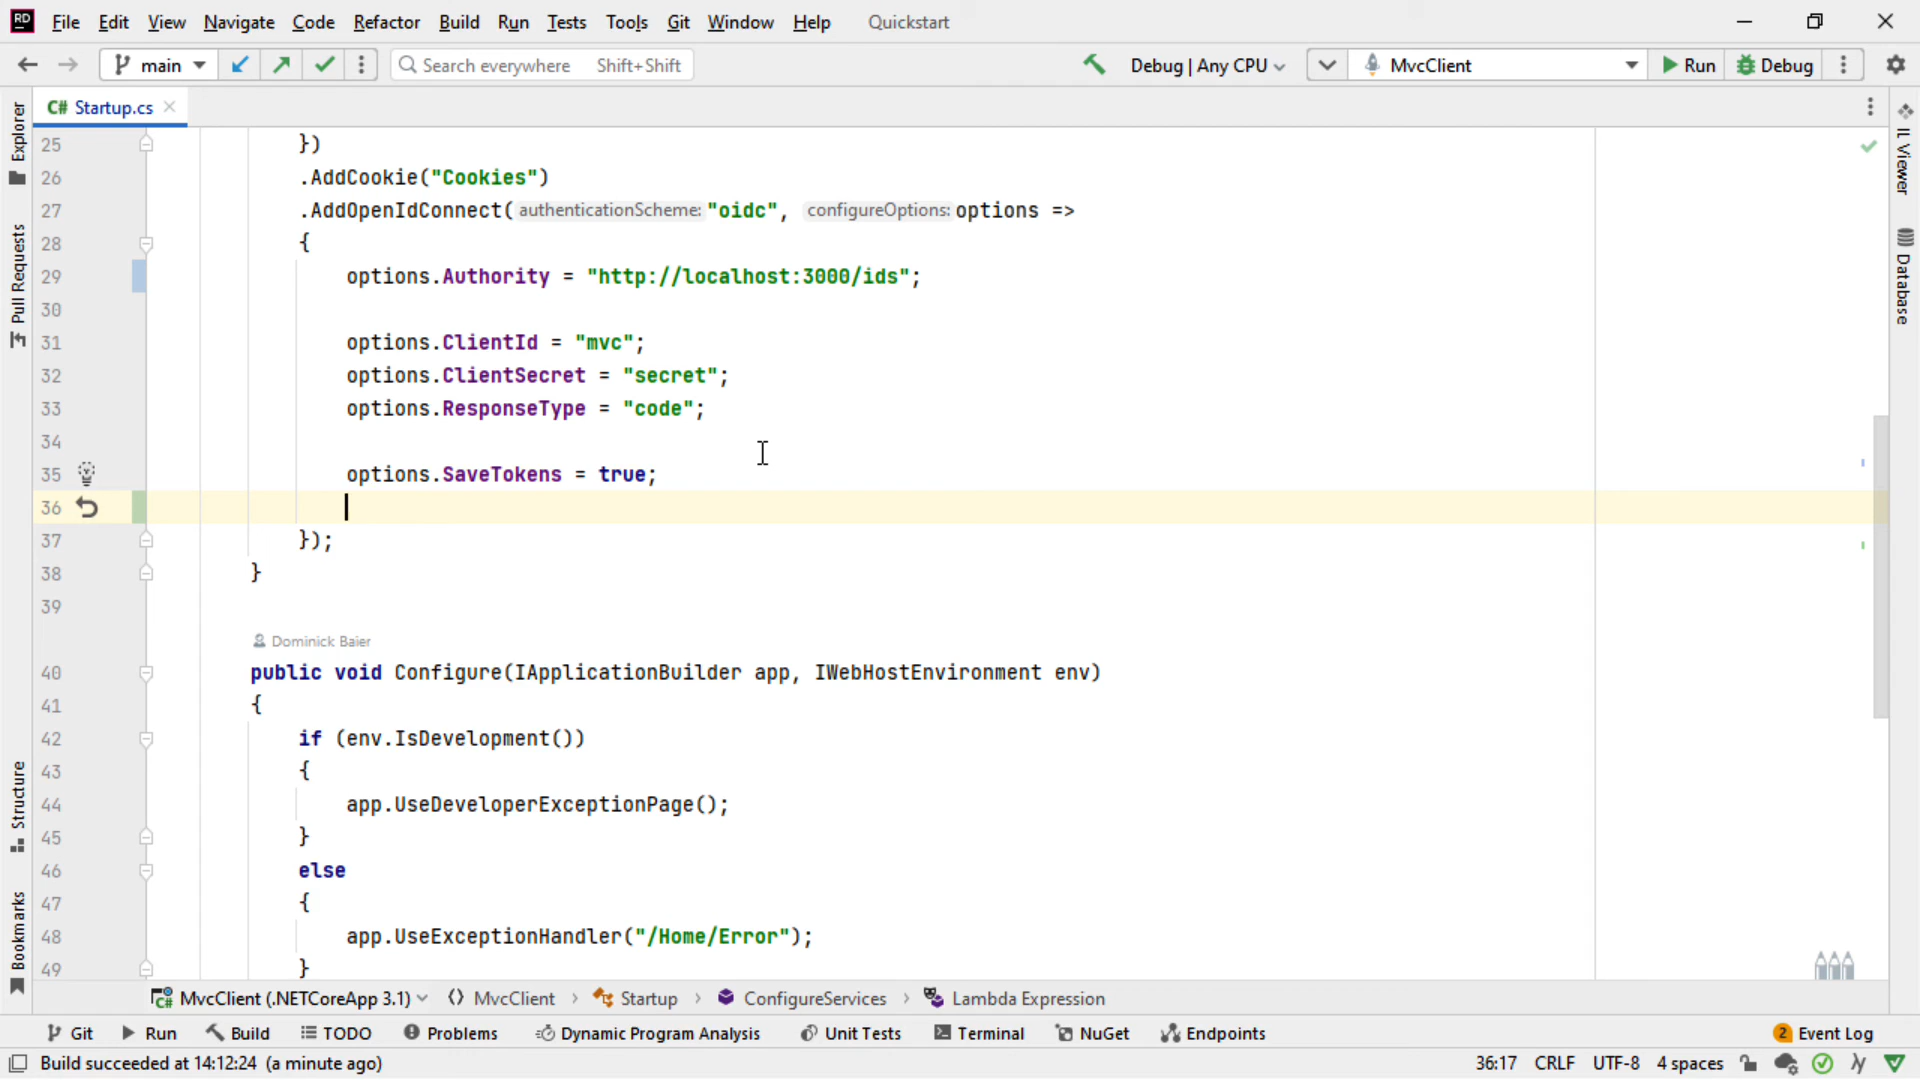 RD File Edit View Navigate Code Refactor Build Run Tests Tools Git Window Help Quickstart
main Search everywhere Shift+Shift Debug | Any CPU MvcClient Run Debug
C# Startup.cs
25 })
26 .AddCookie("Cookies")
27 .AddOpenIdConnect( authenticationScheme: "oidc", configureOptions: options =>
28 {
29 options.Authority = "http://localhost:3000/ids";
30
31 options.ClientId = "mvc";
32 options.ClientSecret = "secret";
33 options.ResponseType = "code";
34
35 options.SaveTokens = true;
36
37 });
38 }
39
Dominick Baier
40 public void Configure(IApplicationBuilder app, IWebHostEnvironment env)
41 {
42 if (env.IsDevelopment())
43 {
44 app.UseDeveloperExceptionPage();
45 }
46 else
47 {
48 app.UseExceptionHandler("/Home/Error");
49 }
Explorer
Pull Requests
Structure
Bookmarks
IL Viewer
Database
C# MvcClient (.NETCoreApp 3.1) MvcClient Startup ConfigureServices Lambda Expression
Git Run Build TODO Problems Dynamic Program Analysis Unit Tests Terminal NuGet Endpoints 2 Event Log
Build succeeded at 14:12:24 (a minute ago) 36:17 CRLF UTF-8 4 spaces